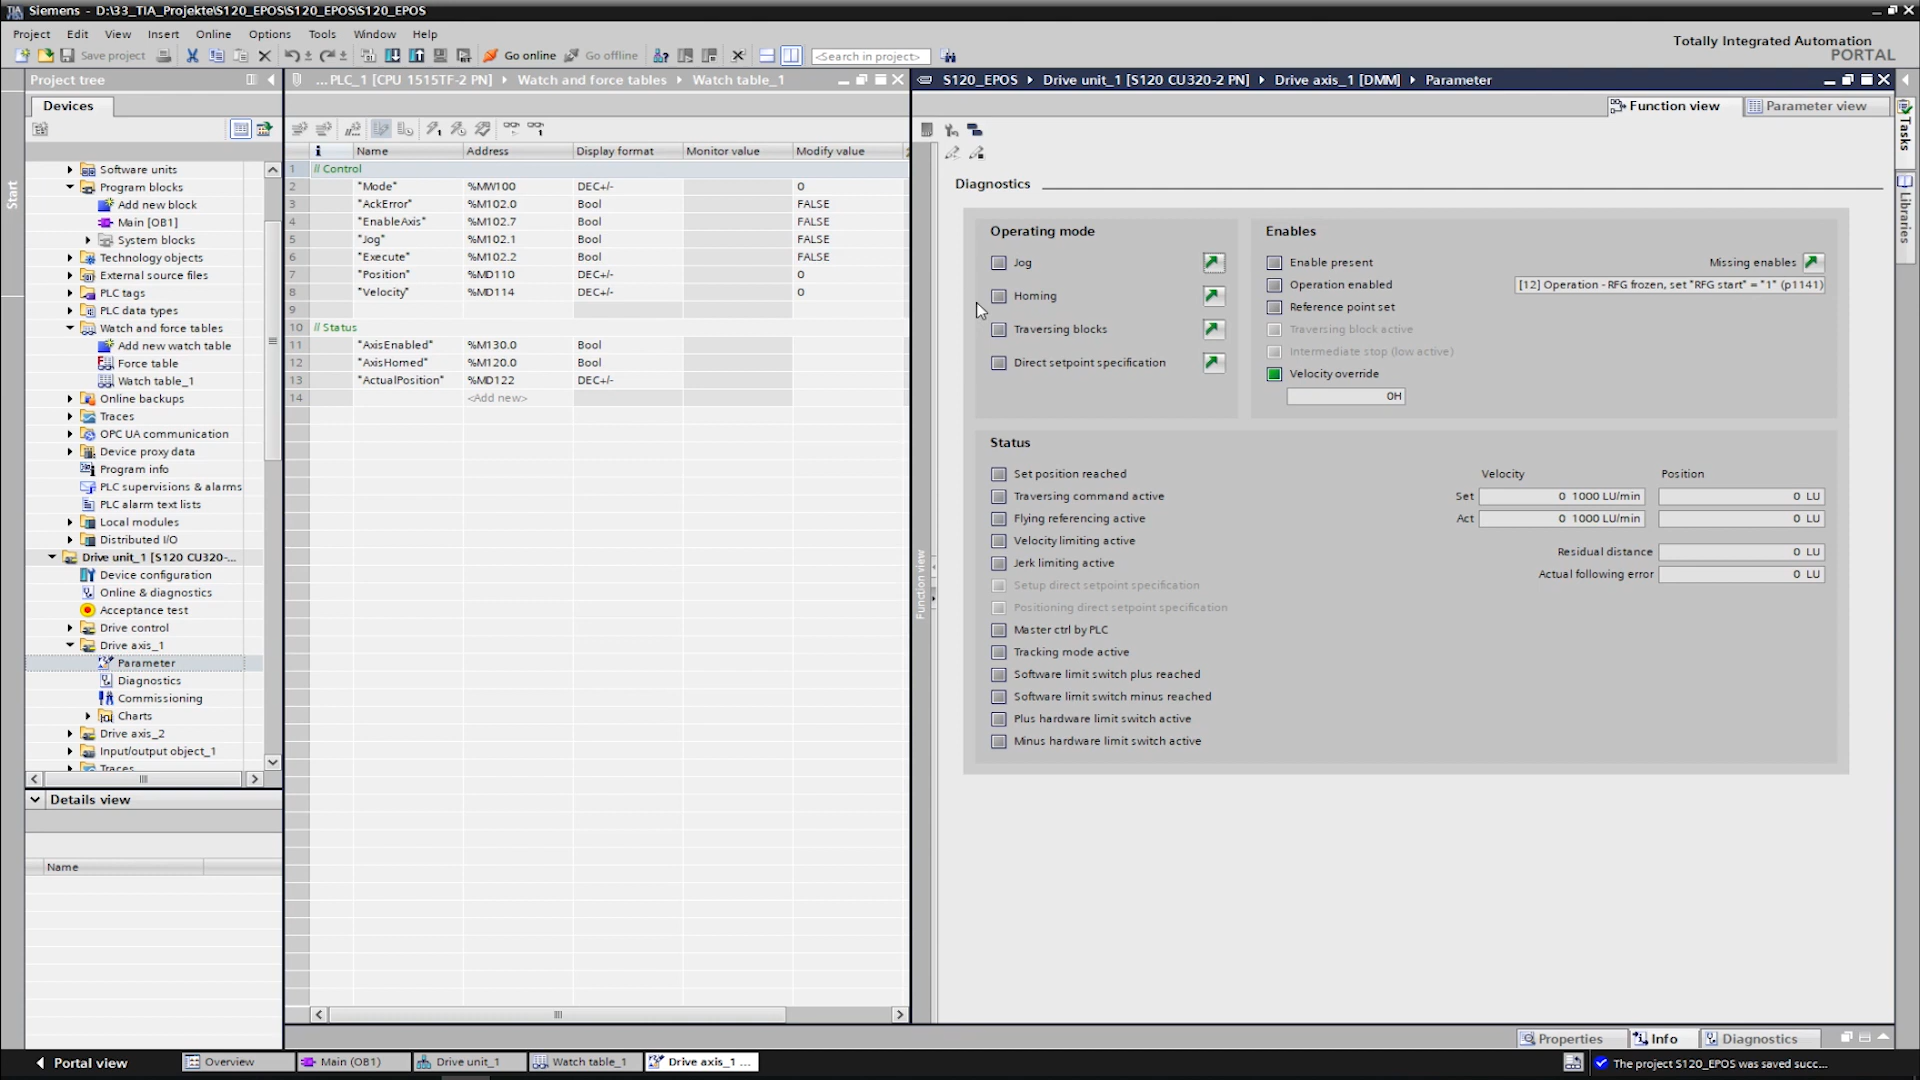 Siemens - D:\33_TIA_Projekte\S120_EPOS\S120_EPOS\S120_EPOS
Project Edit View Insert Online Options Tools Window Help
Save project
Go online
Go offline
<Search in project>
Totally Integrated Automation
PORTAL
Project tree
Devices
Start
Software units
Program blocks
Add new block
Main [OB1]
System blocks
Technology objects
External source files
PLC tags
PLC data types
Watch and force tables
Add new watch table
Force table
Watch table_1
Online backups
Traces
OPC UA communication
Device proxy data
Program info
PLC supervisions & alarms
PLC alarm text lists
Local modules
Distributed I/O
Drive unit_1 [S120 CU320-...
Device configuration
Online & diagnostics
Acceptance test
Drive control
Drive axis_1
Parameter
Diagnostics
Commissioning
Charts
Drive axis_2
Input/output object_1
Traces
Details view
Name
...PLC_1 [CPU 1515TF-2 PN] Watch and force tables Watch table_1
i Name Address Display format Monitor value Modify value
1 // Control
2 "Mode" %MW100 DEC+/- 0
3 "AckError" %M102.0 Bool FALSE
4 "EnableAxis" %M102.7 Bool FALSE
5 "Jog" %M102.1 Bool FALSE
6 "Execute" %M102.2 Bool FALSE
7 "Position" %MD110 DEC+/- 0
8 "Velocity" %MD114 DEC+/- 0
9
10 // Status
11 "AxisEnabled" %M130.0 Bool
12 "AxisHomed" %M120.0 Bool
13 "ActualPosition" %MD122 DEC+/-
14 <Add new>
S120_EPOS Drive unit_1 [S120 CU320-2 PN] Drive axis_1 [DMM] Parameter
Function view
Parameter view
Function view
Diagnostics
Operating mode
Jog
Homing
Traversing blocks
Direct setpoint specification
Enables
Enable present
Missing enables
Operation enabled
[12] Operation - RFG frozen, set "RFG start" = "1" (p1141)
Reference point set
Traversing block active
Intermediate stop (low active)
Velocity override
0H
Status
Set position reached
Traversing command active
Flying referencing active
Velocity limiting active
Jerk limiting active
Setup direct setpoint specification
Positioning direct setpoint specification
Master ctrl by PLC
Tracking mode active
Software limit switch plus reached
Software limit switch minus reached
Plus hardware limit switch active
Minus hardware limit switch active
Velocity Position
Set 0 1000 LU/min 0 LU
Act 0 1000 LU/min 0 LU
Residual distance 0 LU
Actual following error 0 LU
Tasks
Libraries
Properties
Info
Diagnostics
Portal view
Overview
Main (OB1)
Drive unit_1
Watch table_1
Drive axis_1 ...
The project S120_EPOS was saved succ...